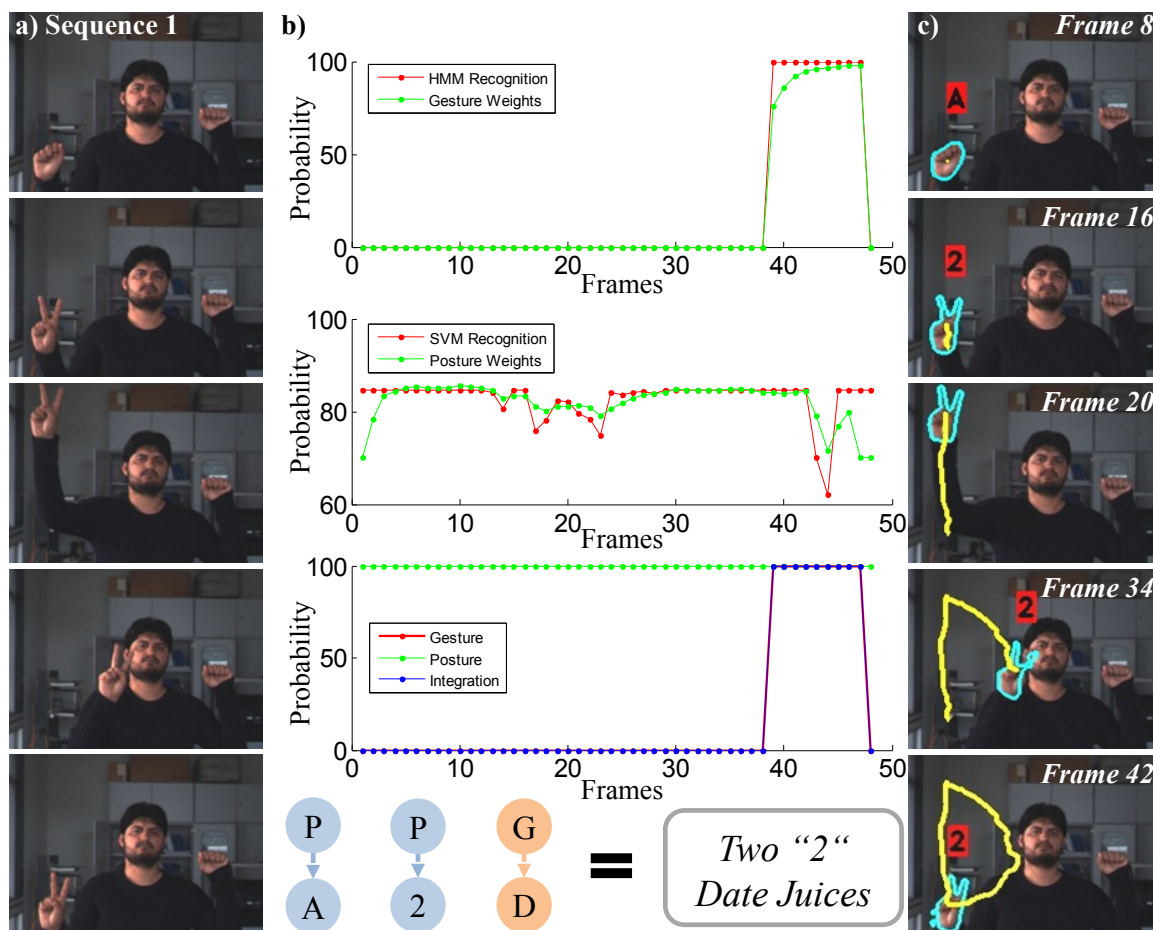 a) Sequence 1
b)
100
50
0
Probability
HMM Recognition
Gesture Weights
0 10 20 30 40 50
Frames
100
80
60
Probability
SVM Recognition
Posture Weights
0 10 20 30 40 50
Frames
100
50
0
Probability
Gesture
Posture
Integration
0 10 20 30 40 50
Frames
P P G
A 2 D
=
Two “2“
Date Juices
c)
Frame 8
A
Frame 16
2
Frame 20
Frame 34
2
Frame 42
2